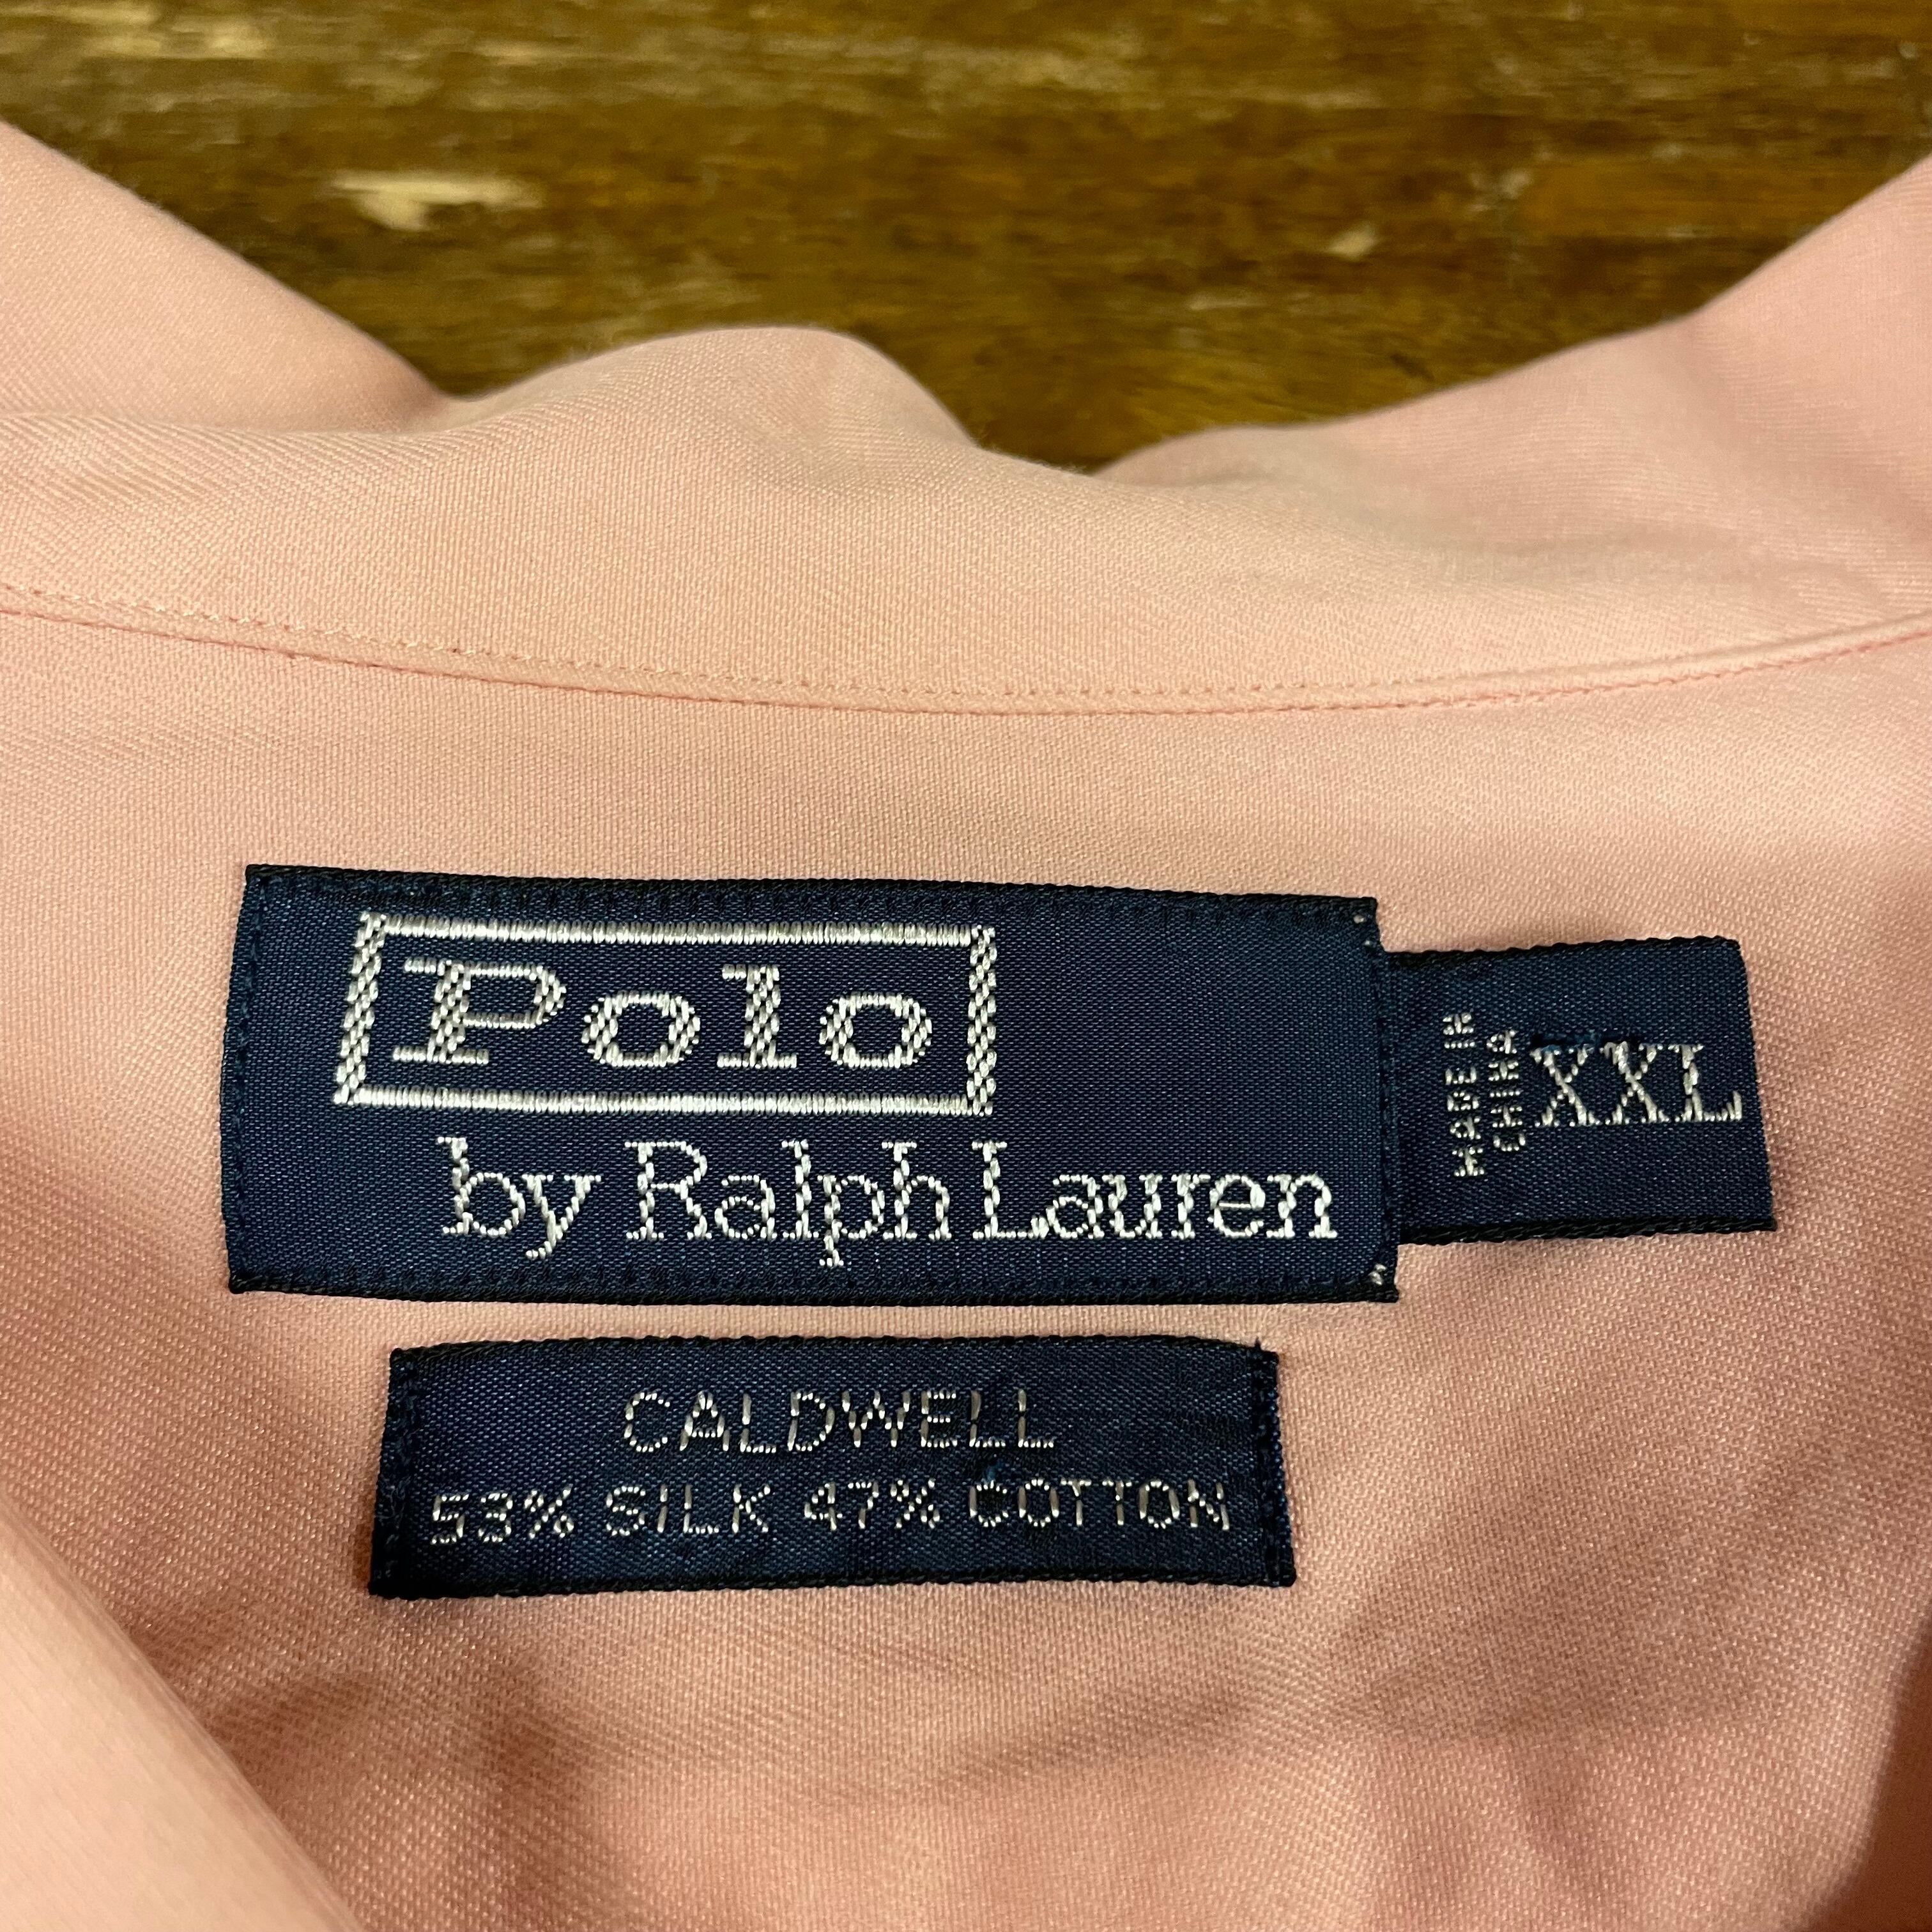 Polo
by Ralph Lauren
MADE IN
CHINA
XXL
CALDWELL
53% SILK 47% COTTON